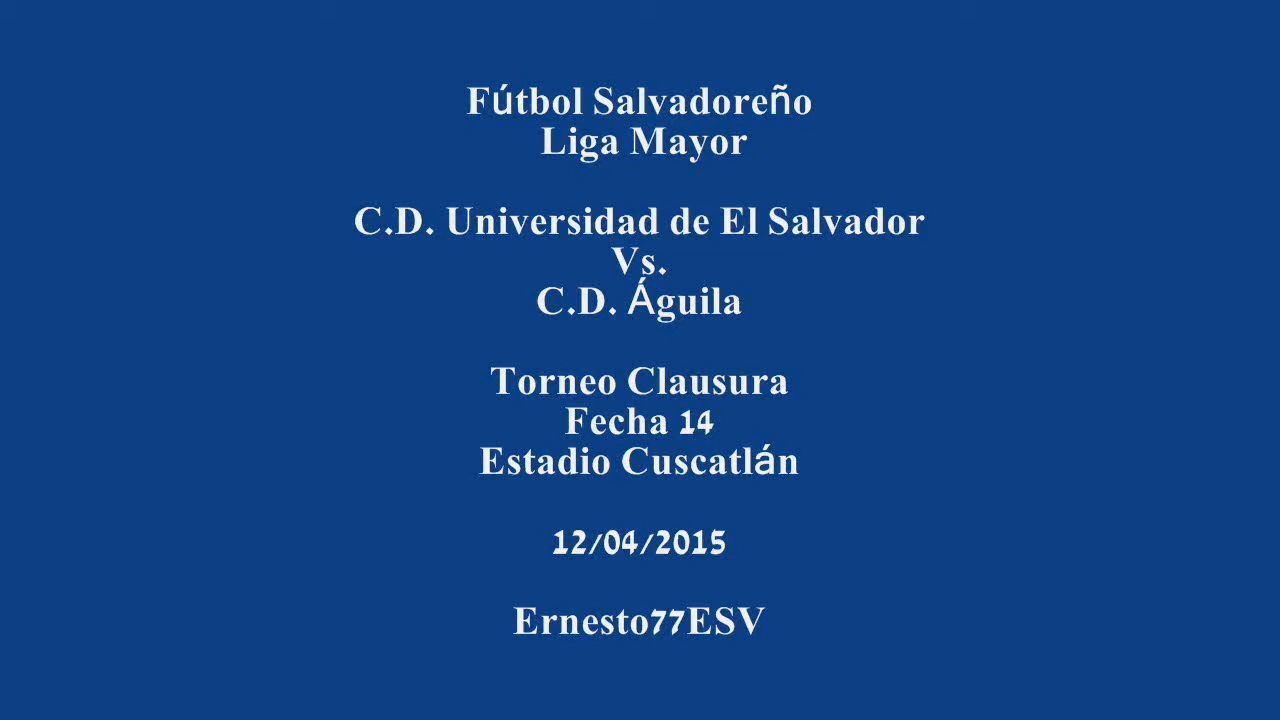 Fútbol Salvadoreño
Liga Mayor
C.D. Universidad de El Salvador
Vs.
C.D. Águila
Torneo Clausura
Fecha 14
Estadio Cuscatlán
12/04/2015
Ernesto77ESV